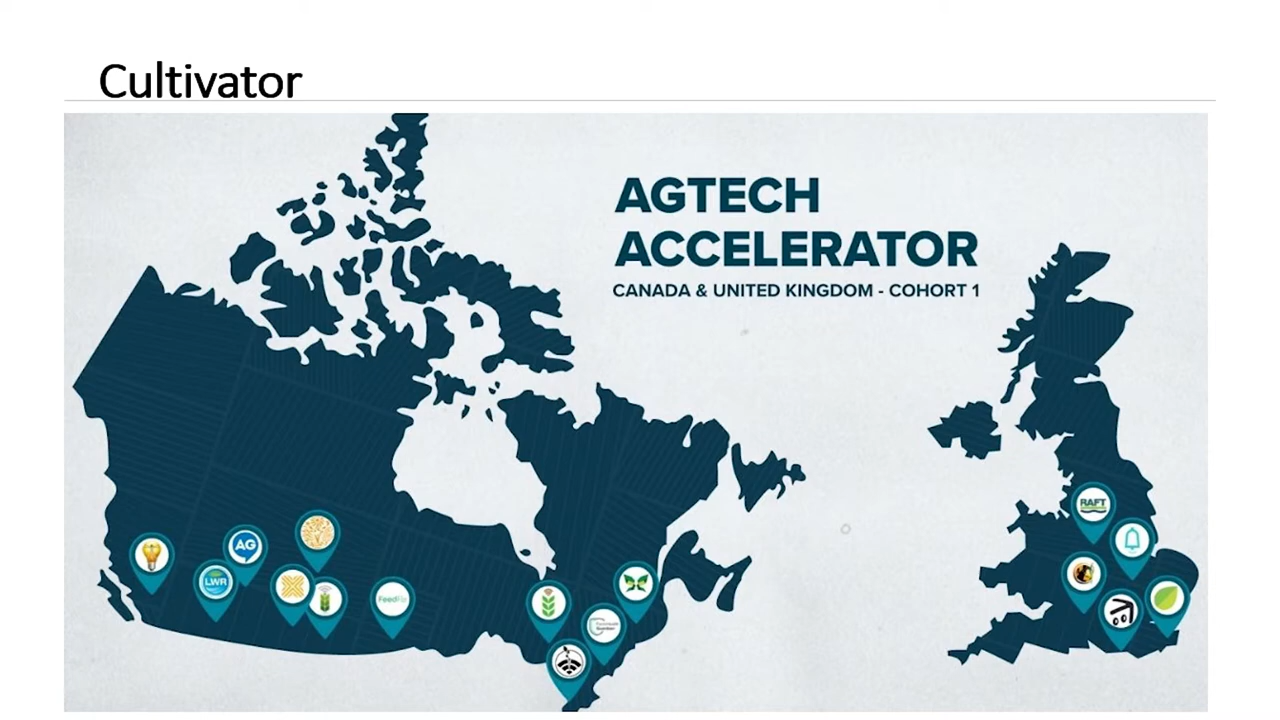 Cultivator
AGTECH
ACCELERATOR
CANADA & UNITED KINGDOM - COHORT 1
RAFT
AG
LWR